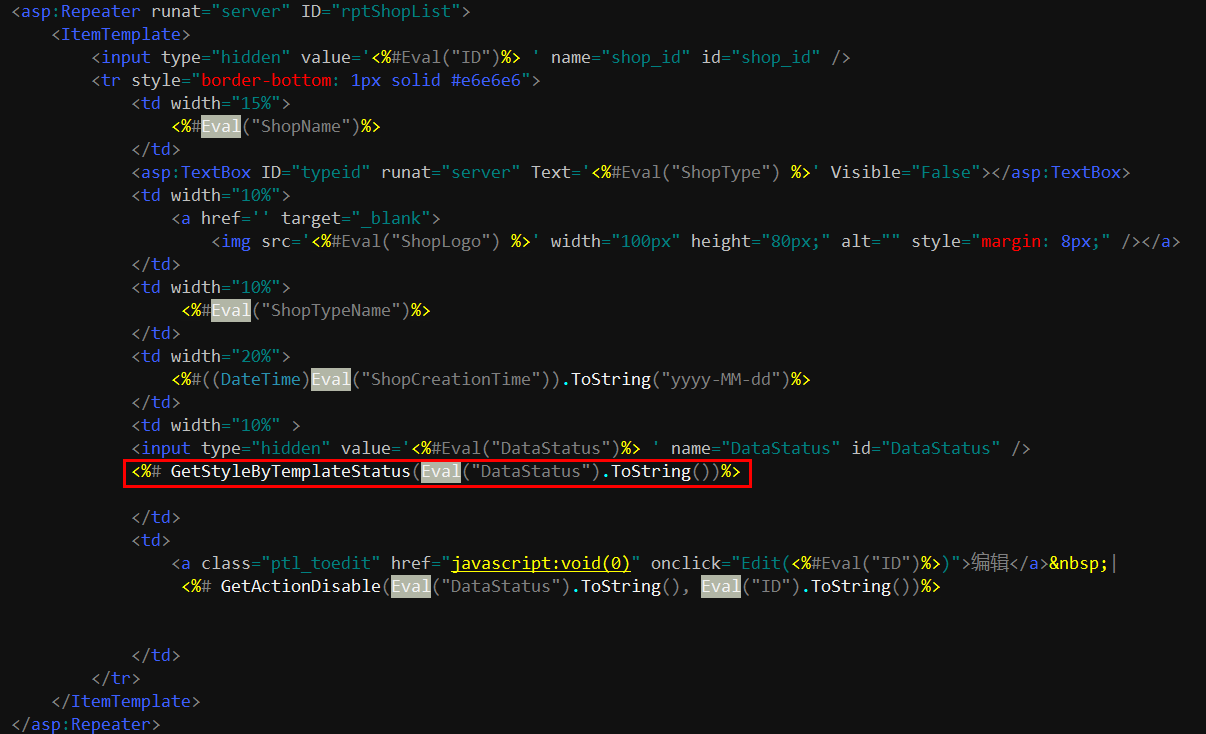 <asp:Repeater runat="server" ID="rptShopList">
<ItemTemplate>
<input type="hidden" value='<%#Eval("ID")%> ' name="shop_id" id="shop_id" />
<tr style="border-bottom: 1px solid #e6e6e6">
<td width="15%">
<%#Eval("ShopName")%>
</td>
<asp:TextBox ID="typeid" runat="server" Text='<%#Eval("ShopType") %>' Visible="False"></asp:TextBox>
<td width="10%">
<a href='' target="_blank">
<img src='<%#Eval("ShopLogo") %>' width="100px" height="80px;" alt="" style="margin: 8px;" /></a>
</td>
<td width="10%">
<%#Eval("ShopTypeName")%>
</td>
<td width="20%">
<%#((DateTime)Eval("ShopCreationTime")).ToString("yyyy-MM-dd")%>
</td>
<td width="10%" >
<input type="hidden" value='<%#Eval("DataStatus")%> ' name="DataStatus" id="DataStatus" />
<%# GetStyleByTemplateStatus(Eval("DataStatus").ToString())%>
</td>
<td>
<a class="ptl_toedit" href="javascript:void(0)" onclick="Edit(<%#Eval("ID")%>)">编辑</a>&nbsp;|
<%# GetActionDisable(Eval("DataStatus").ToString(), Eval("ID").ToString())%>
</td>
</tr>
</ItemTemplate>
</asp:Repeater>